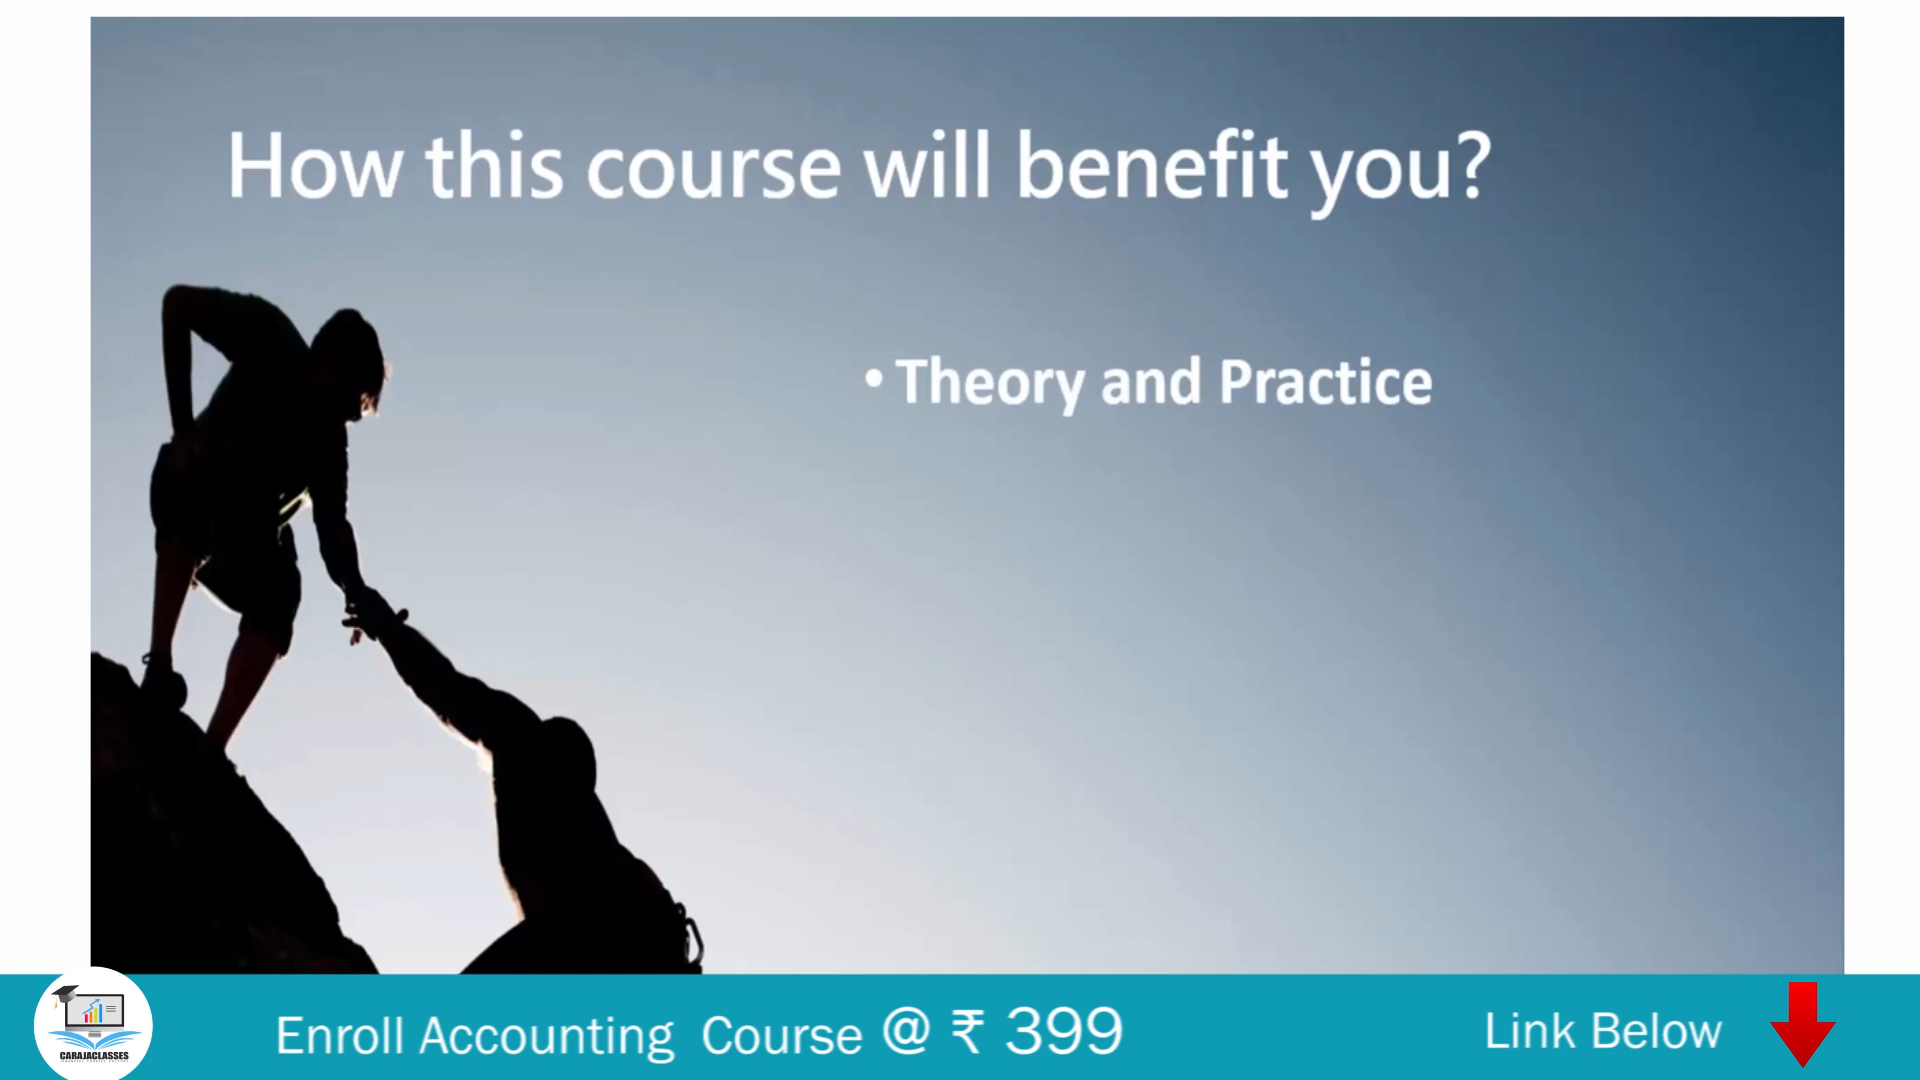 How this course will benefit you?
• Theory and Practice
Enroll Accounting Course @ ₹ 399
Link Below
CARAJACLASSES